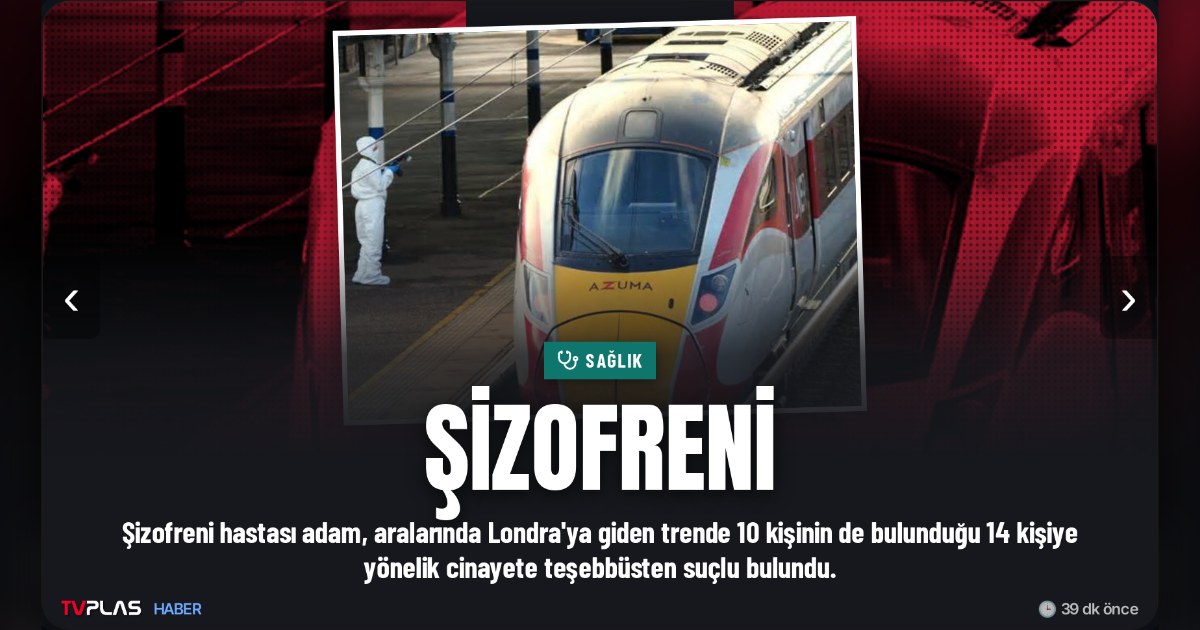 AZUMA
SAĞLIK
ŞİZOFRENİ
Şizofreni hastası adam, aralarında Londra'ya giden trende 10 kişinin de bulunduğu 14 kişiye
yönelik cinayete teşebbüsten suçlu bulundu.
TVPLAS HABER
39 dk önce